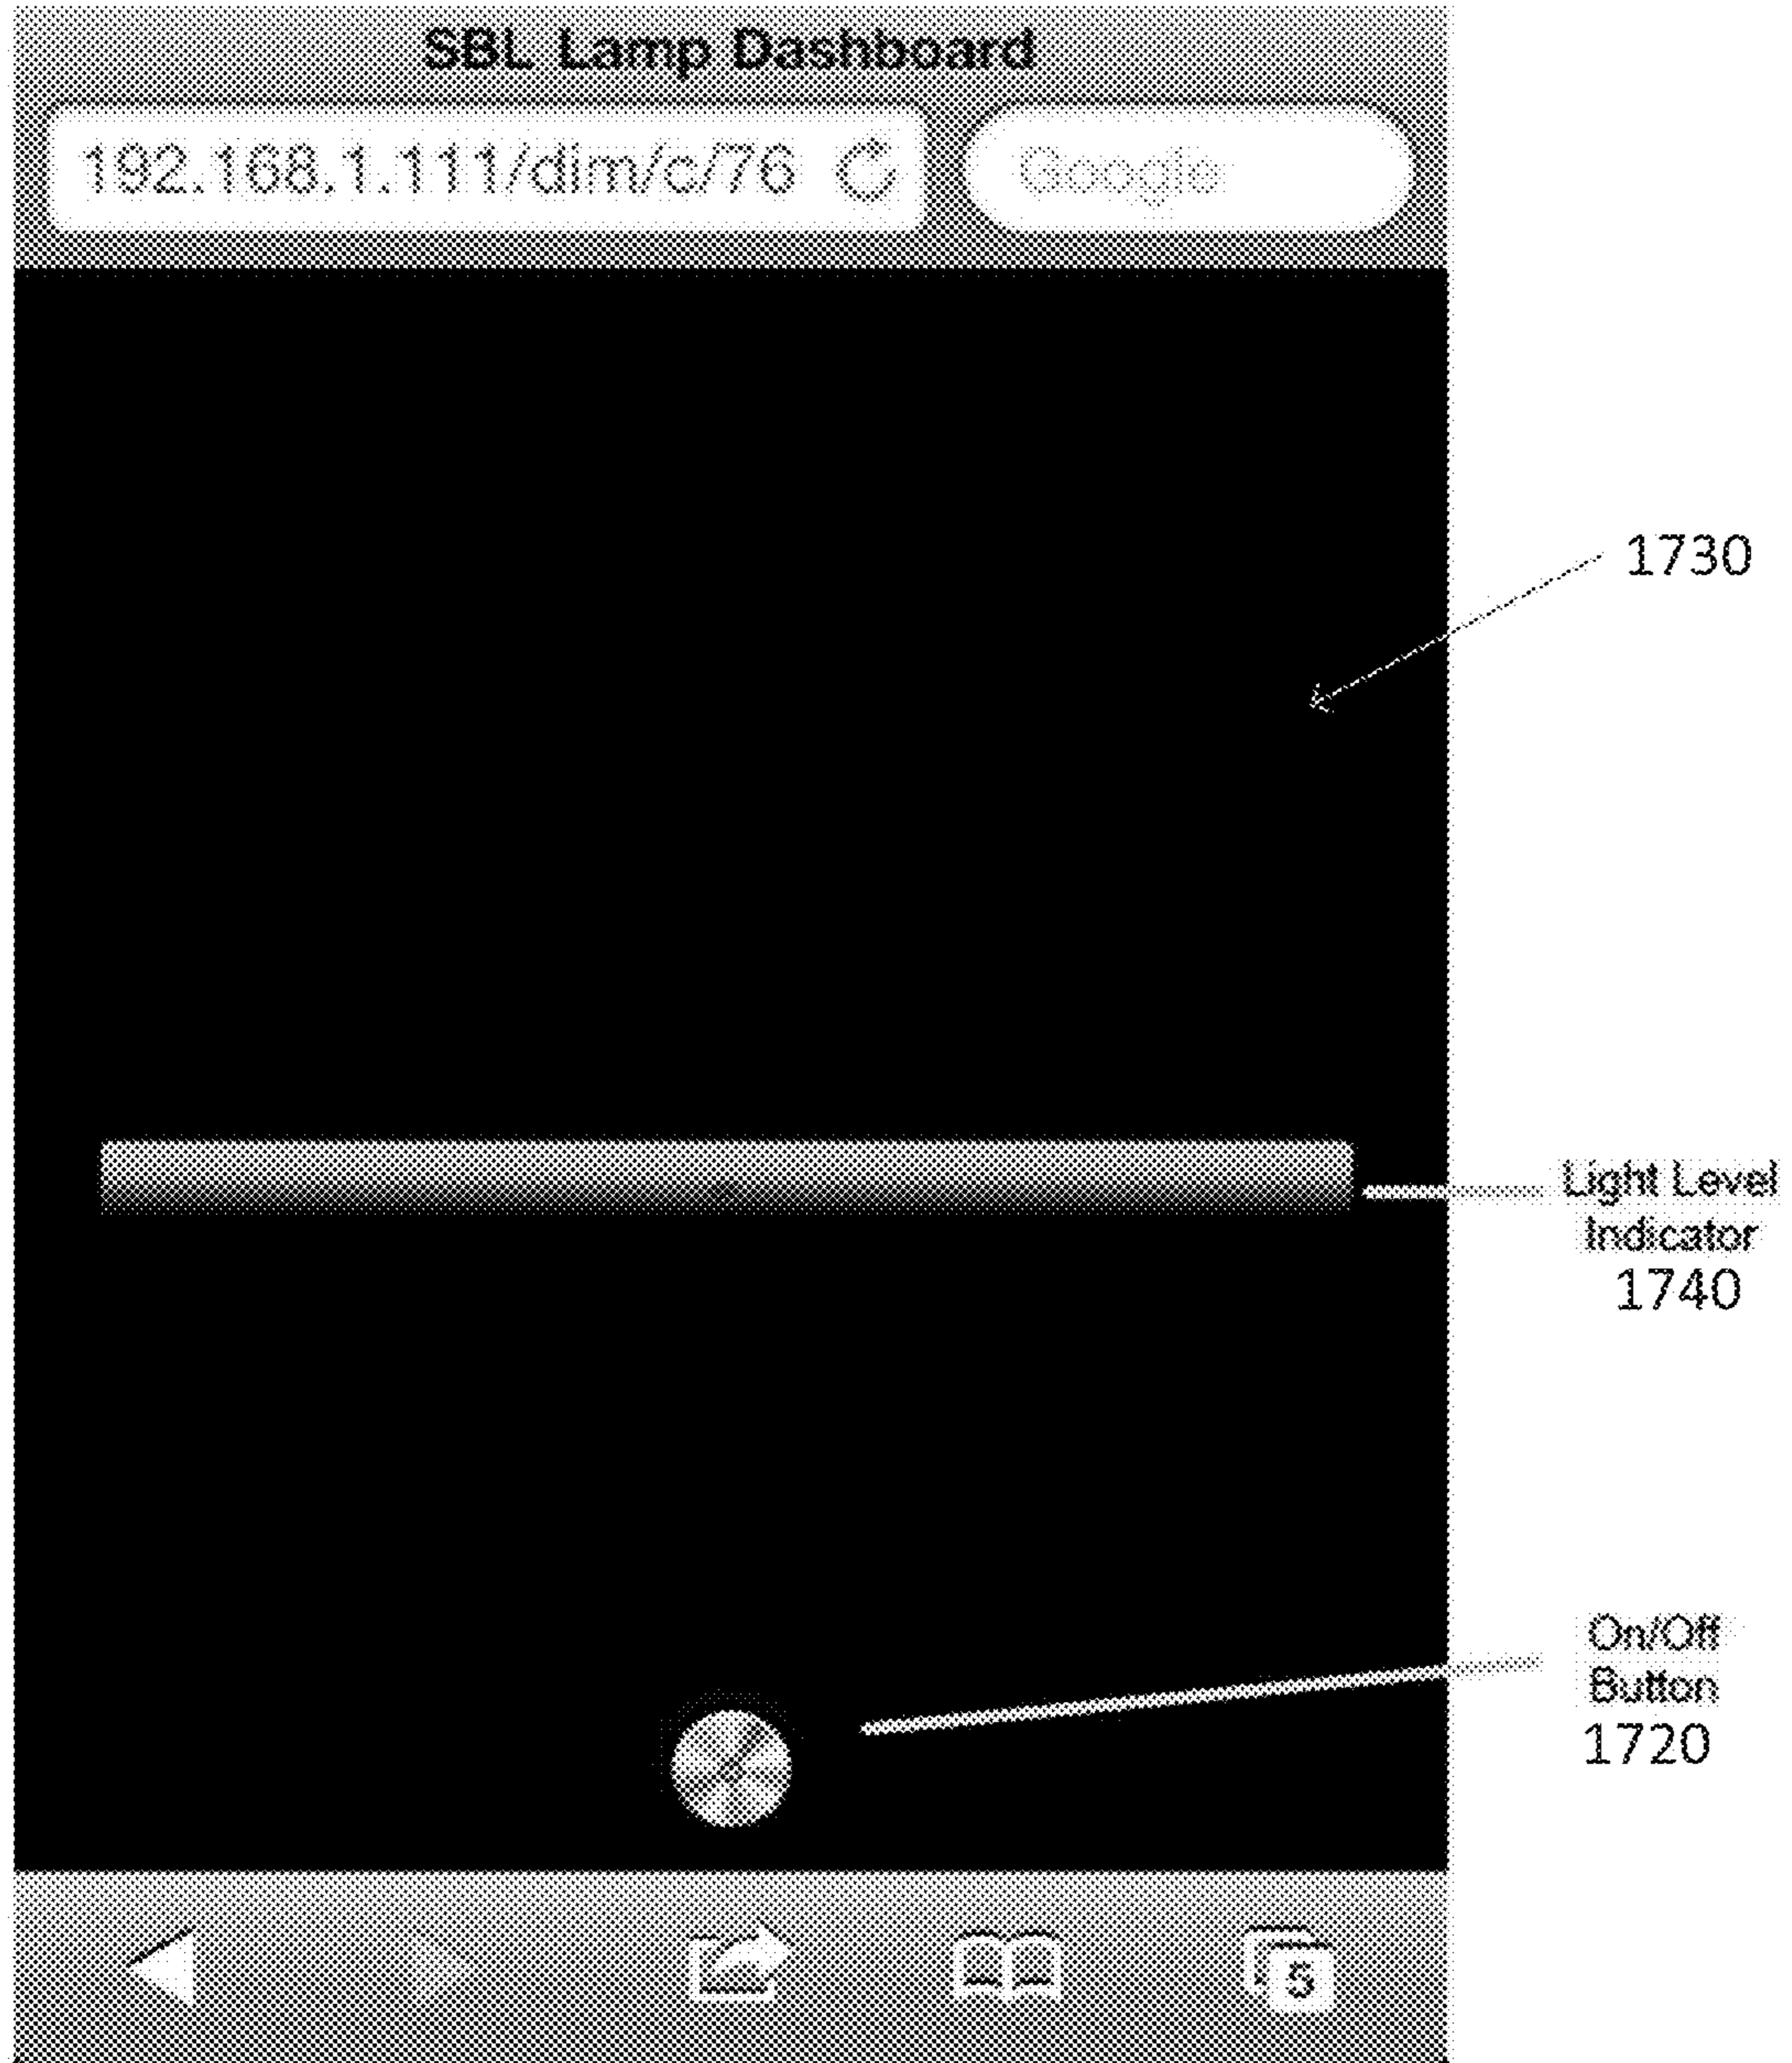 SBL Lamp Dashboard
192.168.1.111/dim/c/76
Google
1730
Light Level
Indicator
1740
On/Off
Button
1720
5